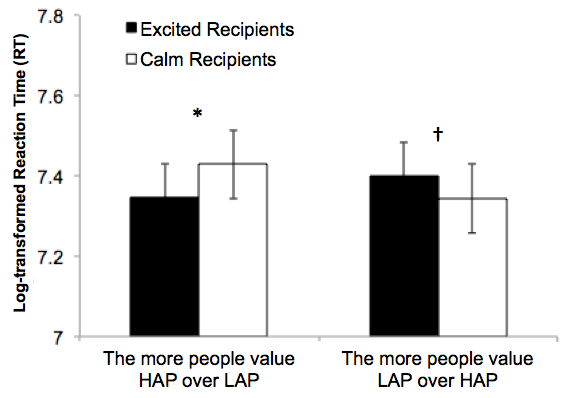 7.8
Excited Recipients
Calm Recipients
7.6
*
†
7.4
7.2
7
Log-transformed Reaction Time (RT)
The more people value
HAP over LAP
The more people value
LAP over HAP